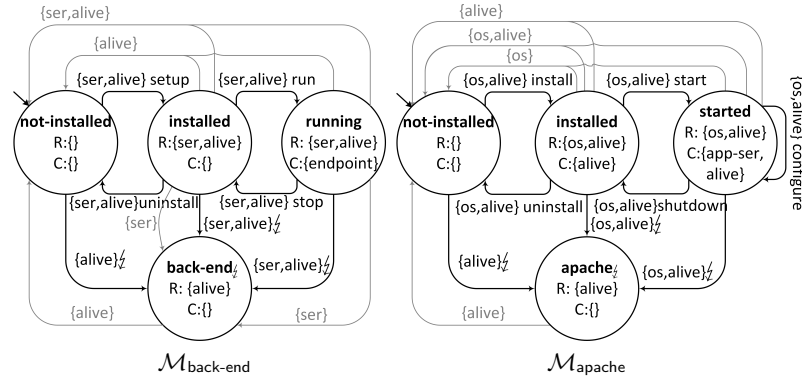 {ser,alive}
{alive}
{ser,alive} setup
{ser,alive} run
not-installed
R:{}
C:{}
installed
R:{ser,alive}
C:{}
running
R: {ser,alive}
C:{endpoint}
{ser,alive}uninstall
{ser,alive} stop
{ser}
{ser,alive}↯
{alive}↯
{ser,alive}↯
back-end↯
R: {alive}
C:{}
{alive}
{ser}
ℳback-end
{alive}
{os,alive}
{os}
{os,alive} install
{os,alive} start
not-installed
R:{}
C:{}
installed
R:{os,alive}
C:{alive}
started
R: {os,alive}
C:{app-ser,
alive}
{os,alive} configure
{os,alive} uninstall
{os,alive}shutdown
{os,alive}↯
{alive}↯
{os,alive}↯
apache↯
R: {alive}
C:{}
{alive}
ℳapache